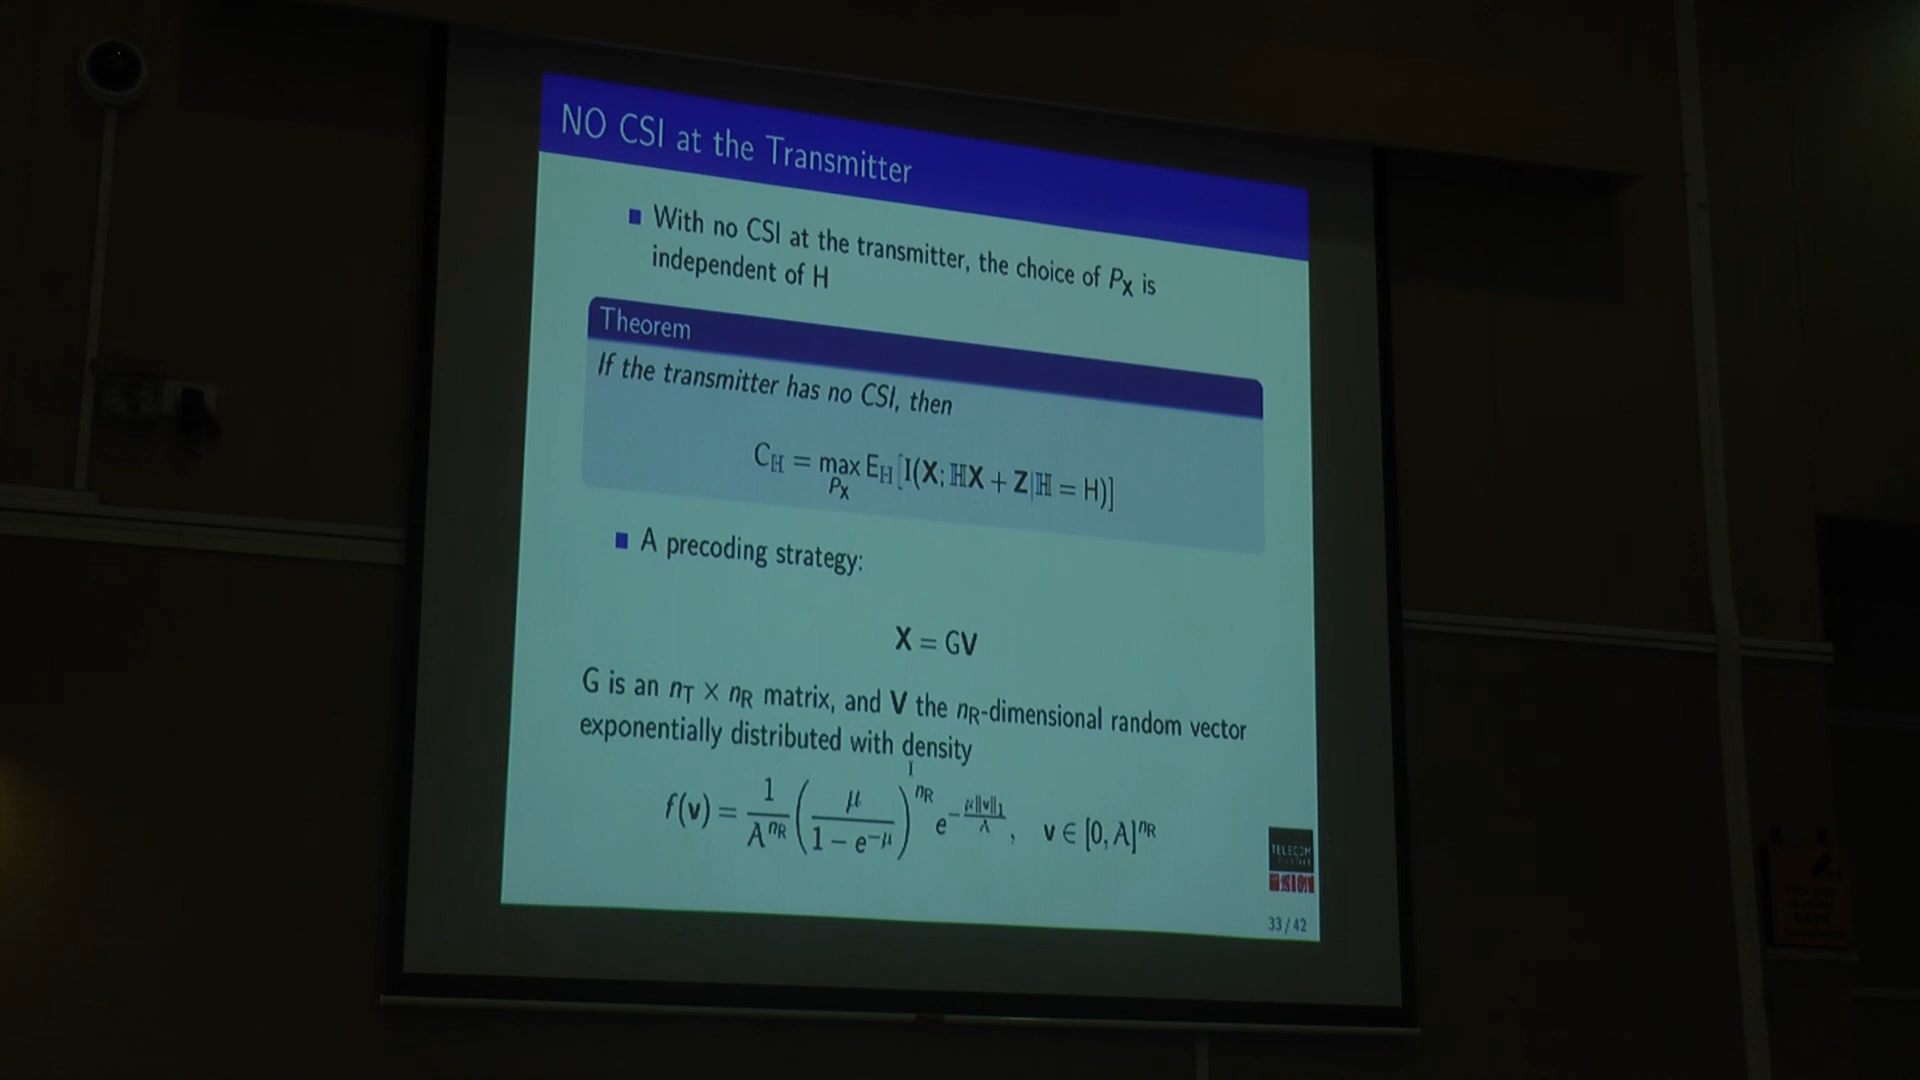 NO CSI at the Transmitter
With no CSI at the transmitter, the choice of P_X is
independent of H
Theorem
If the transmitter has no CSI, then
C_ℍ = max_{P_X} E_ℍ[I(X; ℍX + Z|ℍ = H)]
A precoding strategy:
X = GV
G is an n_T × n_R matrix, and V the n_R-dimensional random vector
exponentially distributed with density
f(v) = 1/A^{n_R} (μ/(1 − e^{−μ}))^{n_R} e^{−μ||v||_1/A}, v ∈ [0, A]^{n_R}
TELECOM
33/42